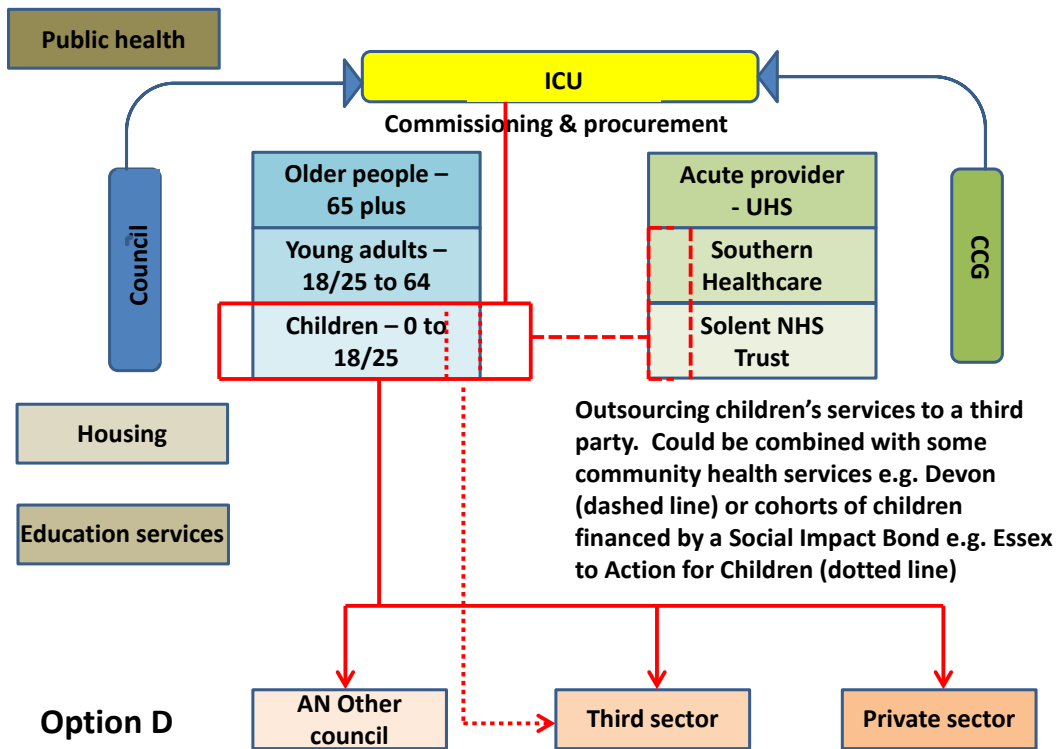 Public health
ICU
Commissioning & procurement
Council
Older people –
65 plus
Young adults –
18/25 to 64
Children – 0 to
18/25
Acute provider
- UHS
Southern
Healthcare
Solent NHS
Trust
CCG
Housing
Education services
Outsourcing children’s services to a third
party.  Could be combined with some
community health services e.g. Devon
(dashed line) or cohorts of children
financed by a Social Impact Bond e.g. Essex
to Action for Children (dotted line)
Option D
AN Other
council
Third sector
Private sector